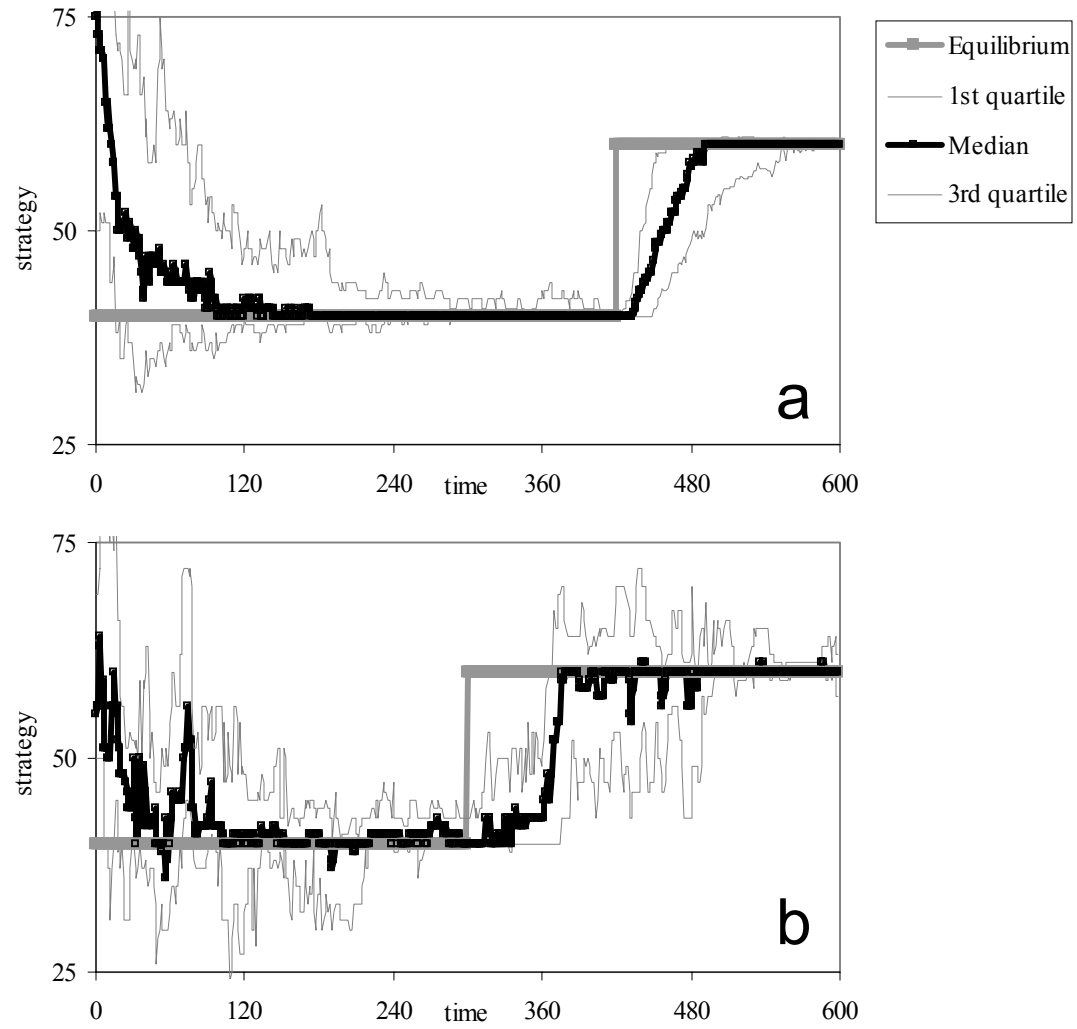 75
50
25
strategy
0 120 240 time 360 480 600
a
Equilibrium
1st quartile
Median
3rd quartile
75
50
25
strategy
0 120 240 time 360 480 600
b